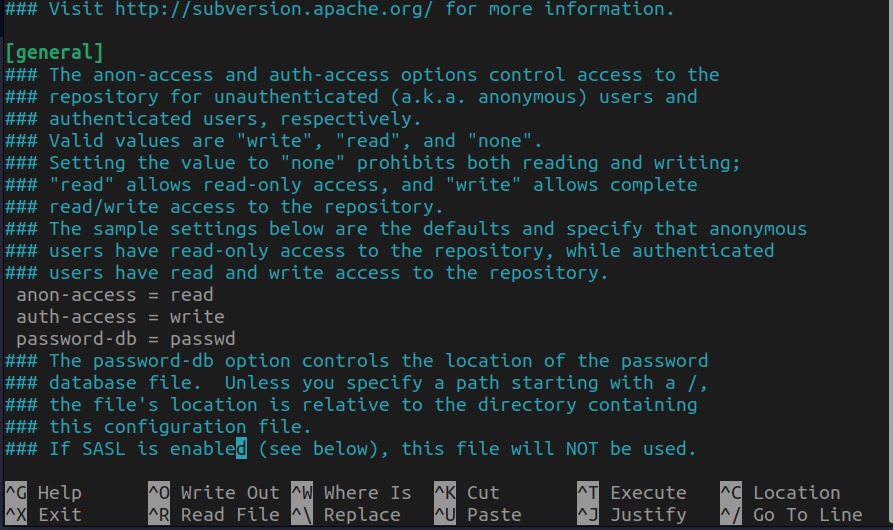 ### Visit http://subversion.apache.org/ for more information.
[general]
### The anon-access and auth-access options control access to the
### repository for unauthenticated (a.k.a. anonymous) users and
### authenticated users, respectively.
### Valid values are "write", "read", and "none".
### Setting the value to "none" prohibits both reading and writing;
### "read" allows read-only access, and "write" allows complete
### read/write access to the repository.
### The sample settings below are the defaults and specify that anonymous
### users have read-only access to the repository, while authenticated
### users have read and write access to the repository.
anon-access = read
auth-access = write
password-db = passwd
### The password-db option controls the location of the password
### database file.  Unless you specify a path starting with a /,
### the file's location is relative to the directory containing
### this configuration file.
### If SASL is enabled (see below), this file will NOT be used.
^G Help ^O Write Out ^W Where Is ^K Cut ^T Execute ^C Location
^X Exit ^R Read File ^\ Replace ^U Paste ^J Justify ^/ Go To Line